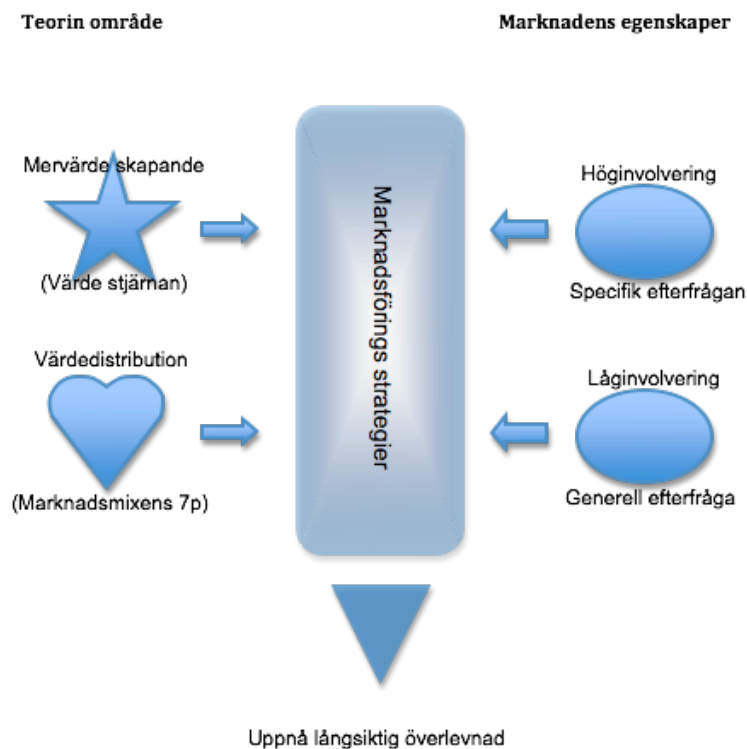 Teorin område
Marknadens egenskaper
Mervärde skapande
(Värde stjärnan)
Värdedistribution
(Marknadsmixens 7p)
Marknadsförings strategier
Höginvolvering
Specifik efterfrågan
Låginvolvering
Generell efterfråga
Uppnå långsiktig överlevnad